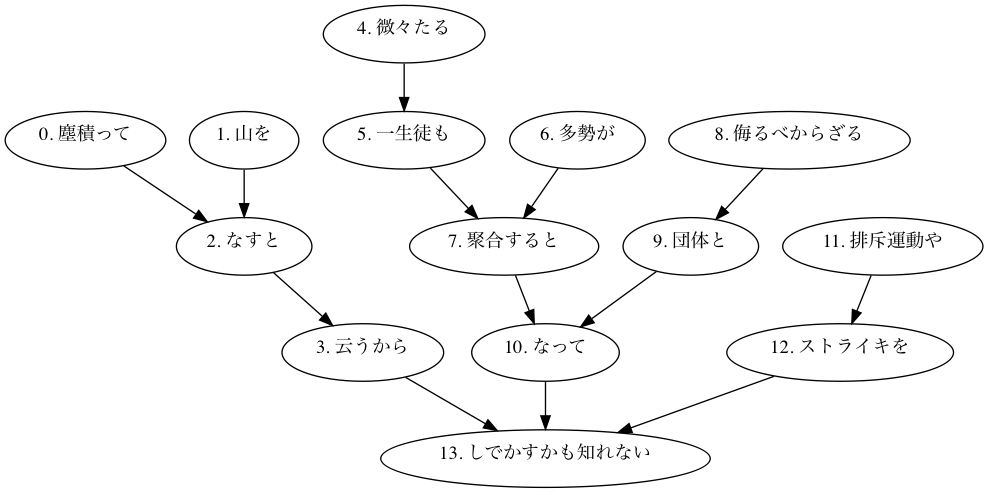 4. 微々たる
0. 塵積って
1. 山を
5. 一生徒も
6. 多勢が
8. 侮るべからざる
2. なすと
7. 聚合すると
9. 団体と
11. 排斥運動や
3. 云うから
10. なって
12. ストライキを
13. しでかすかも知れない